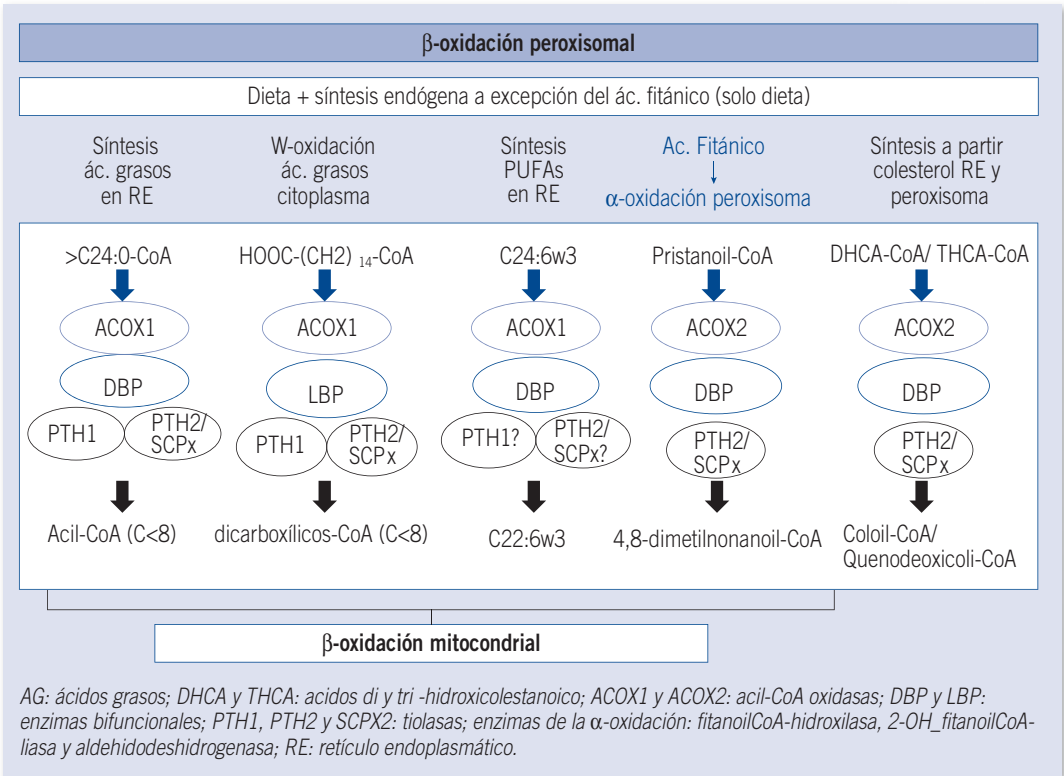 β-oxidación peroxisomal
Dieta + síntesis endógena a excepción del ác. fitánico (solo dieta)
Síntesis
ác. grasos
en RE
W-oxidación
ác. grasos
citoplasma
Síntesis
PUFAs
en RE
Ac. Fitánico
α-oxidación peroxisoma
Síntesis a partir
colesterol RE y
peroxisoma
>C24:0-CoA
ACOX1
DBP
PTH1
PTH2/
SCPx
Acil-CoA (C<8)
HOOC-(CH2) 14-CoA
ACOX1
LBP
PTH1
PTH2/
SCPx
dicarboxílicos-CoA (C<8)
C24:6w3
ACOX1
DBP
PTH1?
PTH2/
SCPx?
C22:6w3
Pristanoil-CoA
ACOX2
DBP
PTH2/
SCPx
4,8-dimetilnonanoil-CoA
DHCA-CoA/ THCA-CoA
ACOX2
DBP
PTH2/
SCPx
Coloil-CoA/
Quenodeoxicoli-CoA
β-oxidación mitocondrial
AG: ácidos grasos; DHCA y THCA: acidos di y tri -hidroxicolestanoico; ACOX1 y ACOX2: acil-CoA oxidasas; DBP y LBP:
enzimas bifuncionales; PTH1, PTH2 y SCPX2: tiolasas; enzimas de la α-oxidación: fitanoilCoA-hidroxilasa, 2-OH_fitanoilCoA-
liasa y aldehidodeshidrogenasa; RE: retículo endoplasmático.